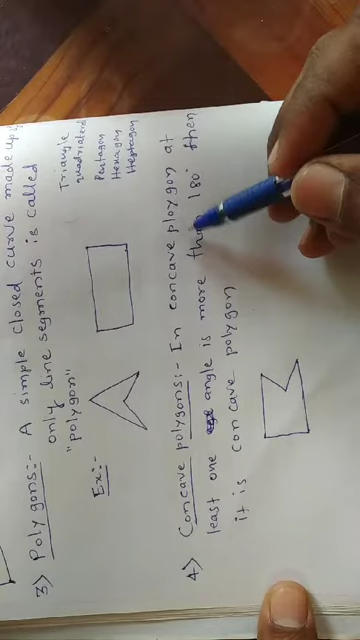 3) Polygons:- A simple closed curve made up of
only line segments is called
"polygon"
Ex:-
Triangle
quadrilateral
Pentagon
Hexagon
Heptagon
4) Concave polygons:- In concave ploygon at
least one angle is more than 180° then
it is concave polygon